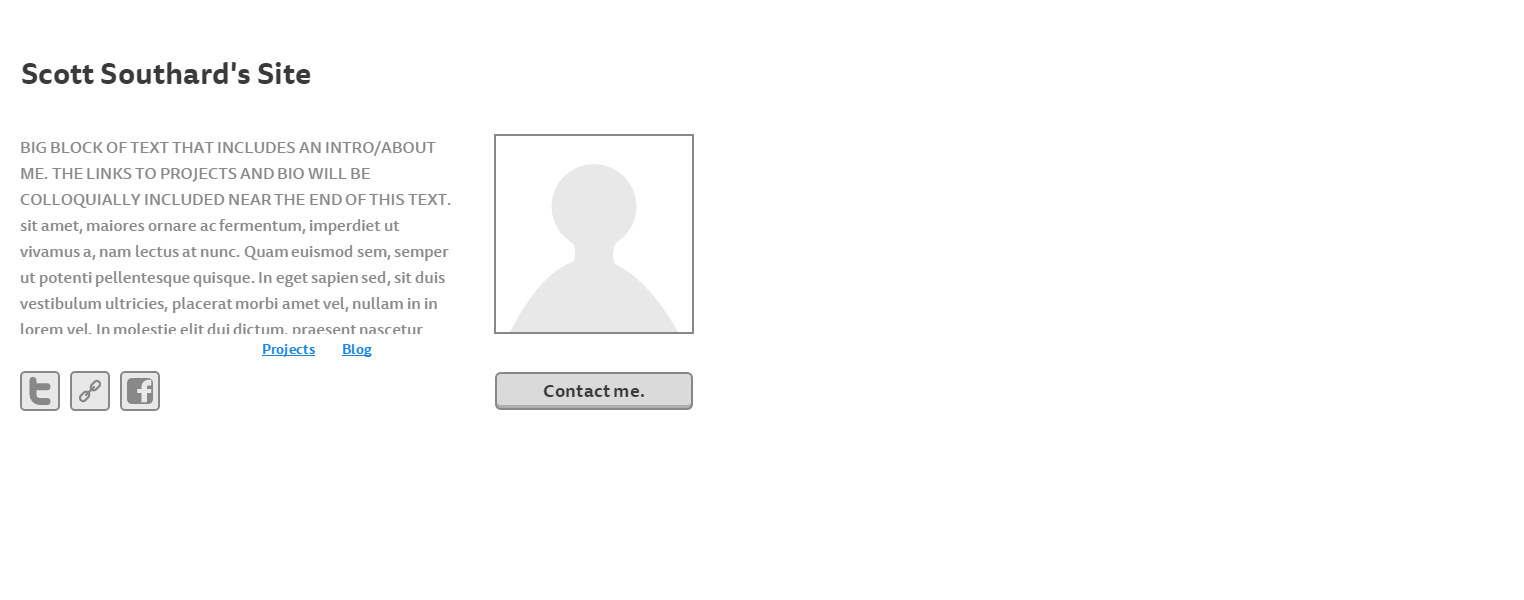 Scott Southard's Site
BIG BLOCK OF TEXT THAT INCLUDES AN INTRO/ABOUT
ME. THE LINKS TO PROJECTS AND BIO WILL BE
COLLOQUIALLY INCLUDED NEAR THE END OF THIS TEXT.
sit amet, maiores ornare ac fermentum, imperdiet ut
vivamus a, nam lectus at nunc. Quam euismod sem, semper
ut potenti pellentesque quisque. In eget sapien sed, sit duis
vestibulum ultricies, placerat morbi amet vel, nullam in in
lorem vel. In molestie elit dui dictum, praesent nascetur
Projects Blog
Contact me.